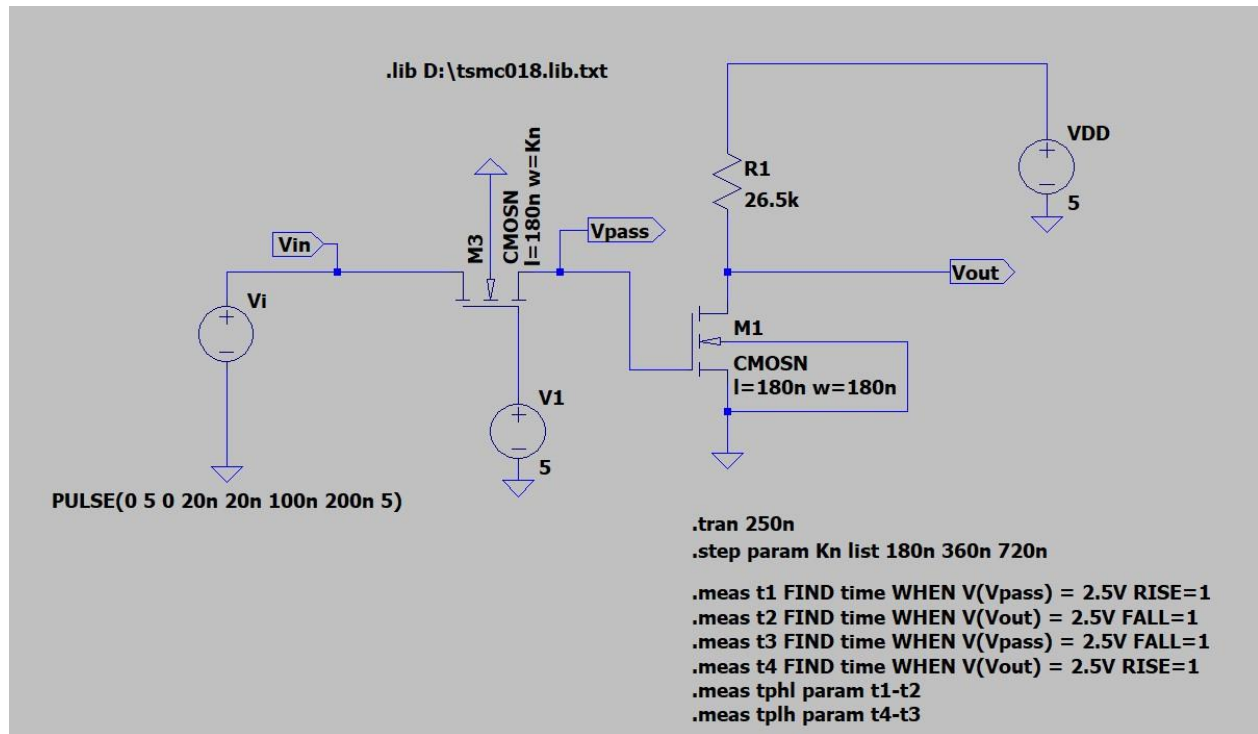 .lib D:\tsmc018.lib.txt
VDD
5
R1
26.5k
M3
CMOSN
l=180n w=Kn
Vpass
Vin
Vout
Vi
M1
CMOSN
l=180n w=180n
V1
5
PULSE(0 5 0 20n 20n 100n 200n 5)
.tran 250n
.step param Kn list 180n 360n 720n
.meas t1 FIND time WHEN V(Vpass) = 2.5V RISE=1
.meas t2 FIND time WHEN V(Vout) = 2.5V FALL=1
.meas t3 FIND time WHEN V(Vpass) = 2.5V FALL=1
.meas t4 FIND time WHEN V(Vout) = 2.5V RISE=1
.meas tphl param t1-t2
.meas tplh param t4-t3